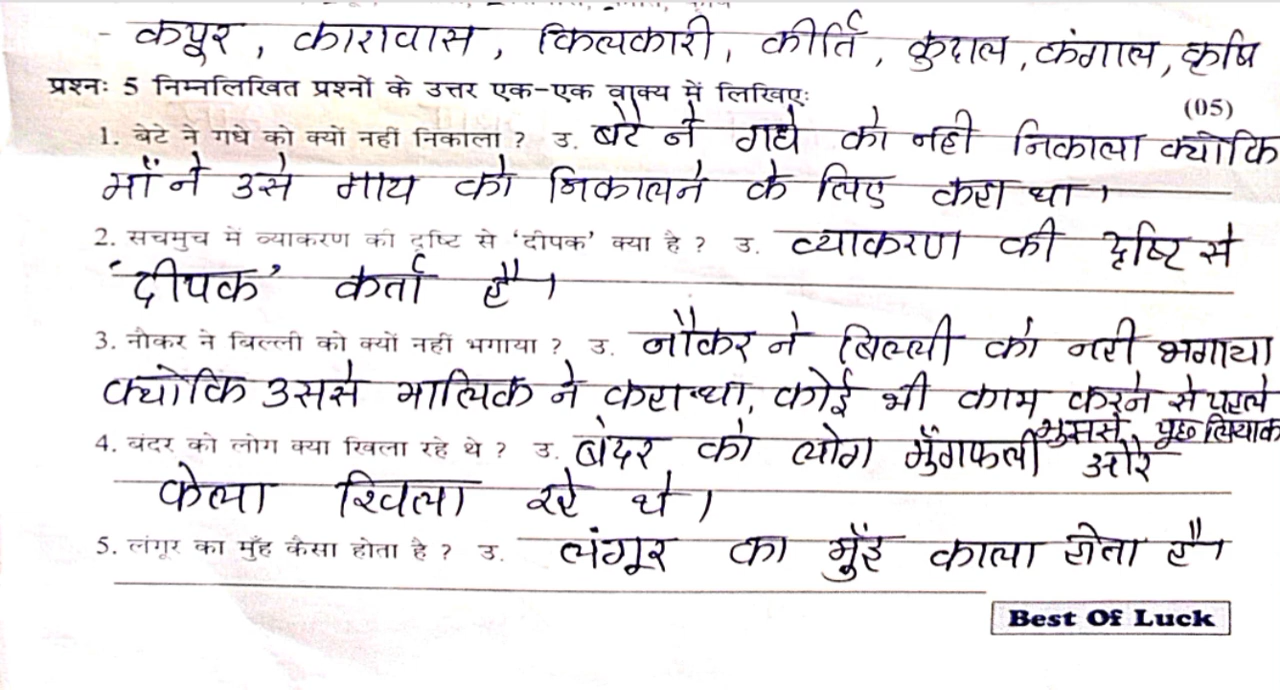 - कपूर, कारावास, किलकारी, कीर्ति, कुदाल, कंगाल, कृषि
प्रश्नः 5 निम्नलिखित प्रश्नों के उत्तर एक-एक वाक्य में लिखिएः (05)
1. बेटे ने गधे को क्यों नहीं निकाला ? उ. बेटे ने गधे को नही निकाला क्योकि
माँ ने उसे गाय को निकालने के लिए कहा था।
2. सचमुच में व्याकरण की दृष्टि से 'दीपक' क्या है ? उ. व्याकरण की दृष्टि से
'दीपक' कर्ता है।
3. नौकर ने बिल्ली को क्यों नहीं भगाया ? उ. नौकर ने बिल्ली को नही भगाया
क्योकि उससे मालिक ने कहा था, कोई भी काम करने से पहले
मुझसे पूछ लियाक
4. बंदर को लोग क्या खिला रहे थे ? उ. बंदर को लोग मुँगफली और
केला खिला रहे थे।
5. लंगूर का मुँह कैसा होता है ? उ. लंगूर का मुँह काला होता है।
Best Of Luck